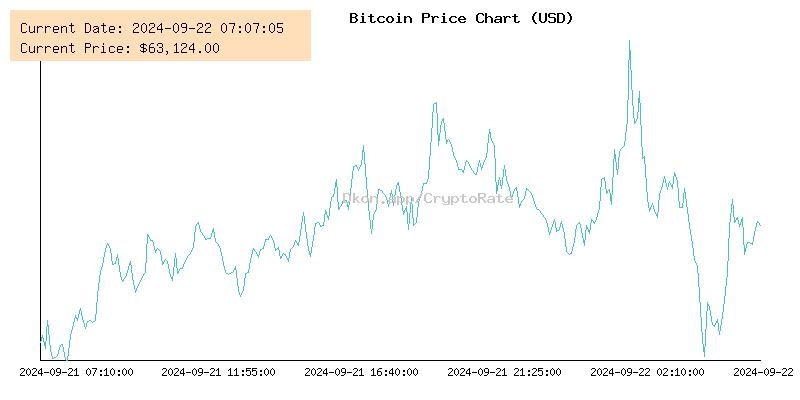 Bitcoin Price Chart (USD)
Current Date: 2024-09-22 07:07:05
Current Price: $63,124.00
Dkon.app/CryptoRate
2024-09-21 07:10:00 2024-09-21 11:55:00 2024-09-21 16:40:00 2024-09-21 21:25:00 2024-09-22 02:10:00 2024-09-22